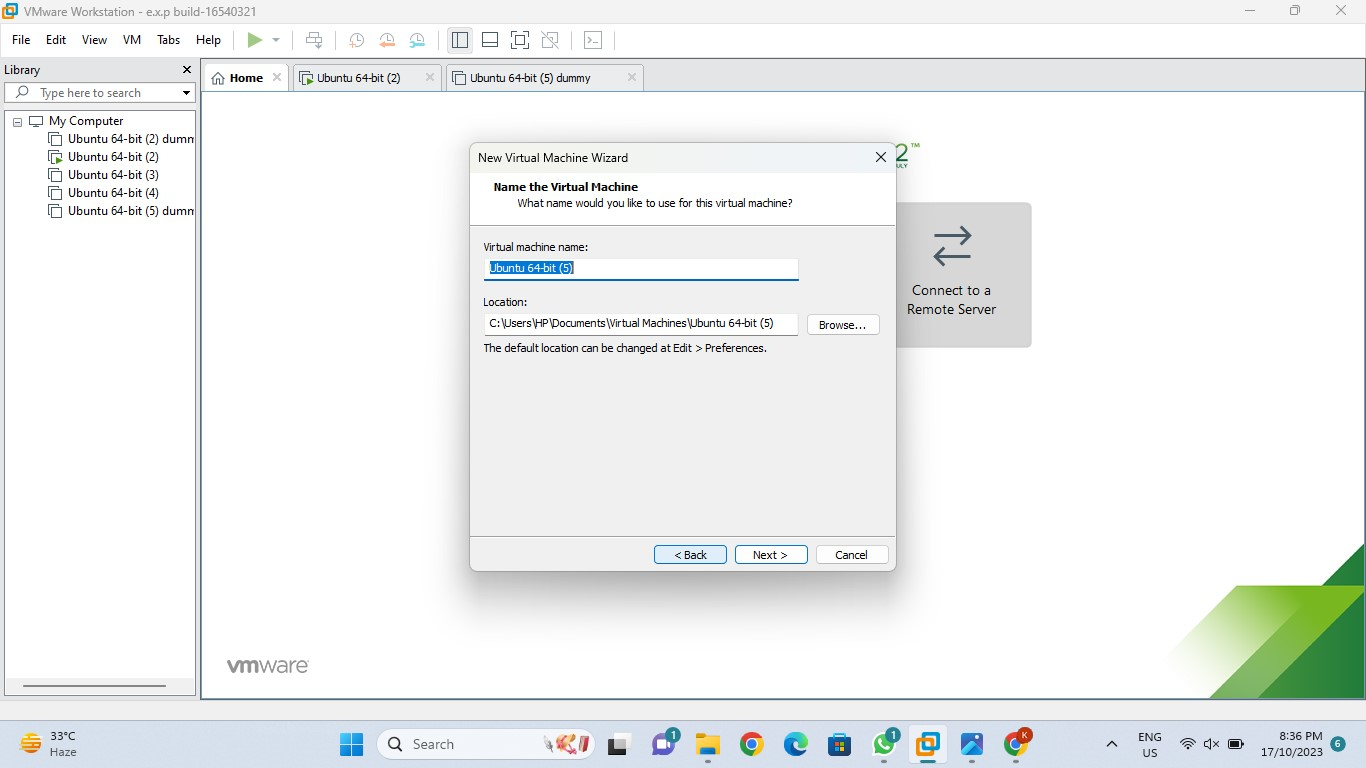 VMware Workstation - e.x.p build-16540321
File Edit View VM Tabs Help
Library
Type here to search
My Computer
Ubuntu 64-bit (2) dumm
Ubuntu 64-bit (2)
Ubuntu 64-bit (3)
Ubuntu 64-bit (4)
Ubuntu 64-bit (5) dumm
Home
Ubuntu 64-bit (2)
Ubuntu 64-bit (5) dummy
2™
New Virtual Machine Wizard
Name the Virtual Machine
What name would you like to use for this virtual machine?
Virtual machine name:
Ubuntu 64-bit (5)
Location:
C:\Users\HP\Documents\Virtual Machines\Ubuntu 64-bit (5)
Browse...
The default location can be changed at Edit > Preferences.
< Back
Next >
Cancel
Connect to a
Remote Server
vmware
33°C
Haze
Search
1
1
K
ENG
US
8:36 PM
17/10/2023
6